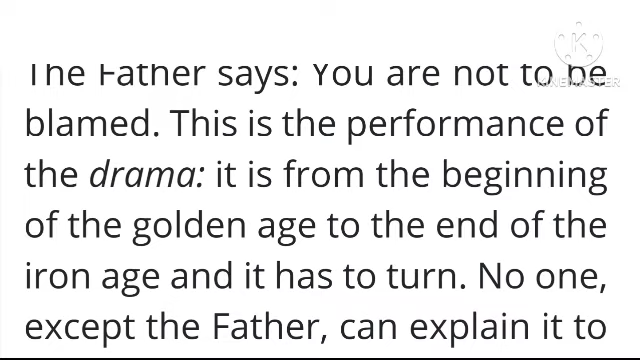 The Father says: You are not to be
KINEMASTER
blamed. This is the performance of
the drama: it is from the beginning
of the golden age to the end of the
iron age and it has to turn. No one,
except the Father, can explain it to